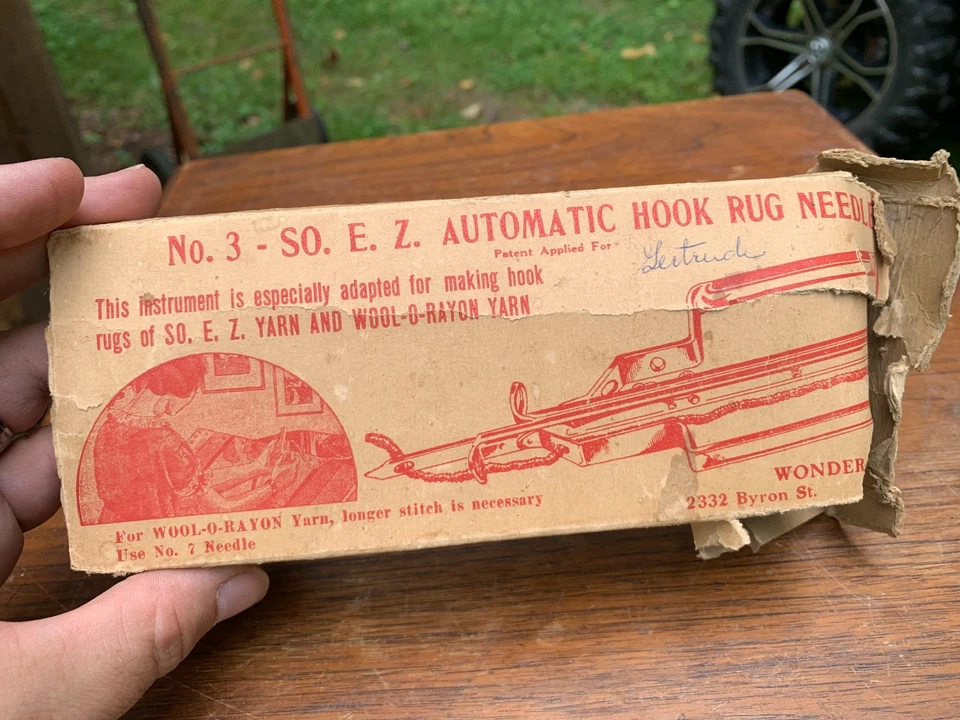 No. 3 - SO. E. Z. AUTOMATIC HOOK RUG NEEDL
Patent Applied For
Gertrude
This instrument is especially adapted for making hook
rugs of SO. E. Z. YARN AND WOOL-O-RAYON YARN
For WOOL-O-RAYON Yarn, longer stitch is necessary
Use No. 7 Needle
WONDER
2332 Byron St.